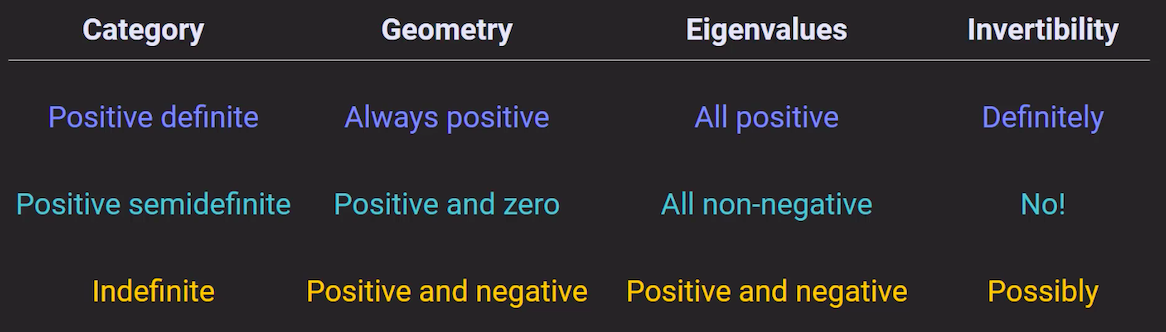 Category Geometry Eigenvalues Invertibility
Positive definite Always positive All positive Definitely
Positive semidefinite Positive and zero All non-negative No!
Indefinite Positive and negative Positive and negative Possibly